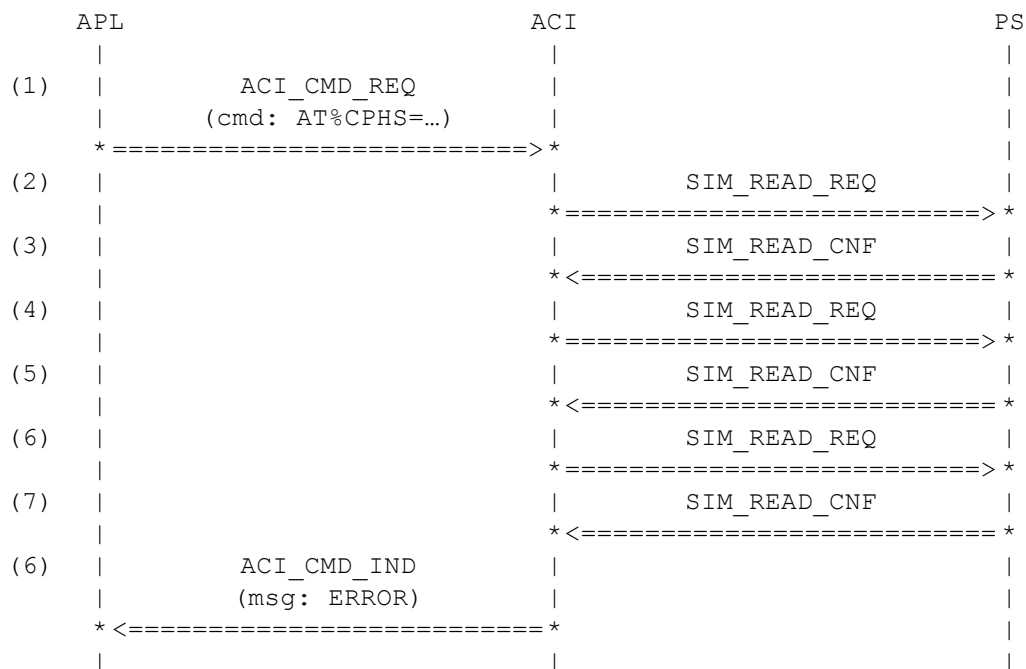 APL ACI PS
| | |
(1) | ACI_CMD_REQ | |
| (cmd: AT%CPHS=…) | |
*==========================>* |
(2) | | SIM_READ_REQ |
| *==========================>*
(3) | | SIM_READ_CNF |
| *<==========================*
(4) | | SIM_READ_REQ |
| *==========================>*
(5) | | SIM_READ_CNF |
| *<==========================*
(6) | | SIM_READ_REQ |
| *==========================>*
(7) | | SIM_READ_CNF |
| *<==========================*
(6) | ACI_CMD_IND | |
| (msg: ERROR) | |
*<==========================* |
| | |